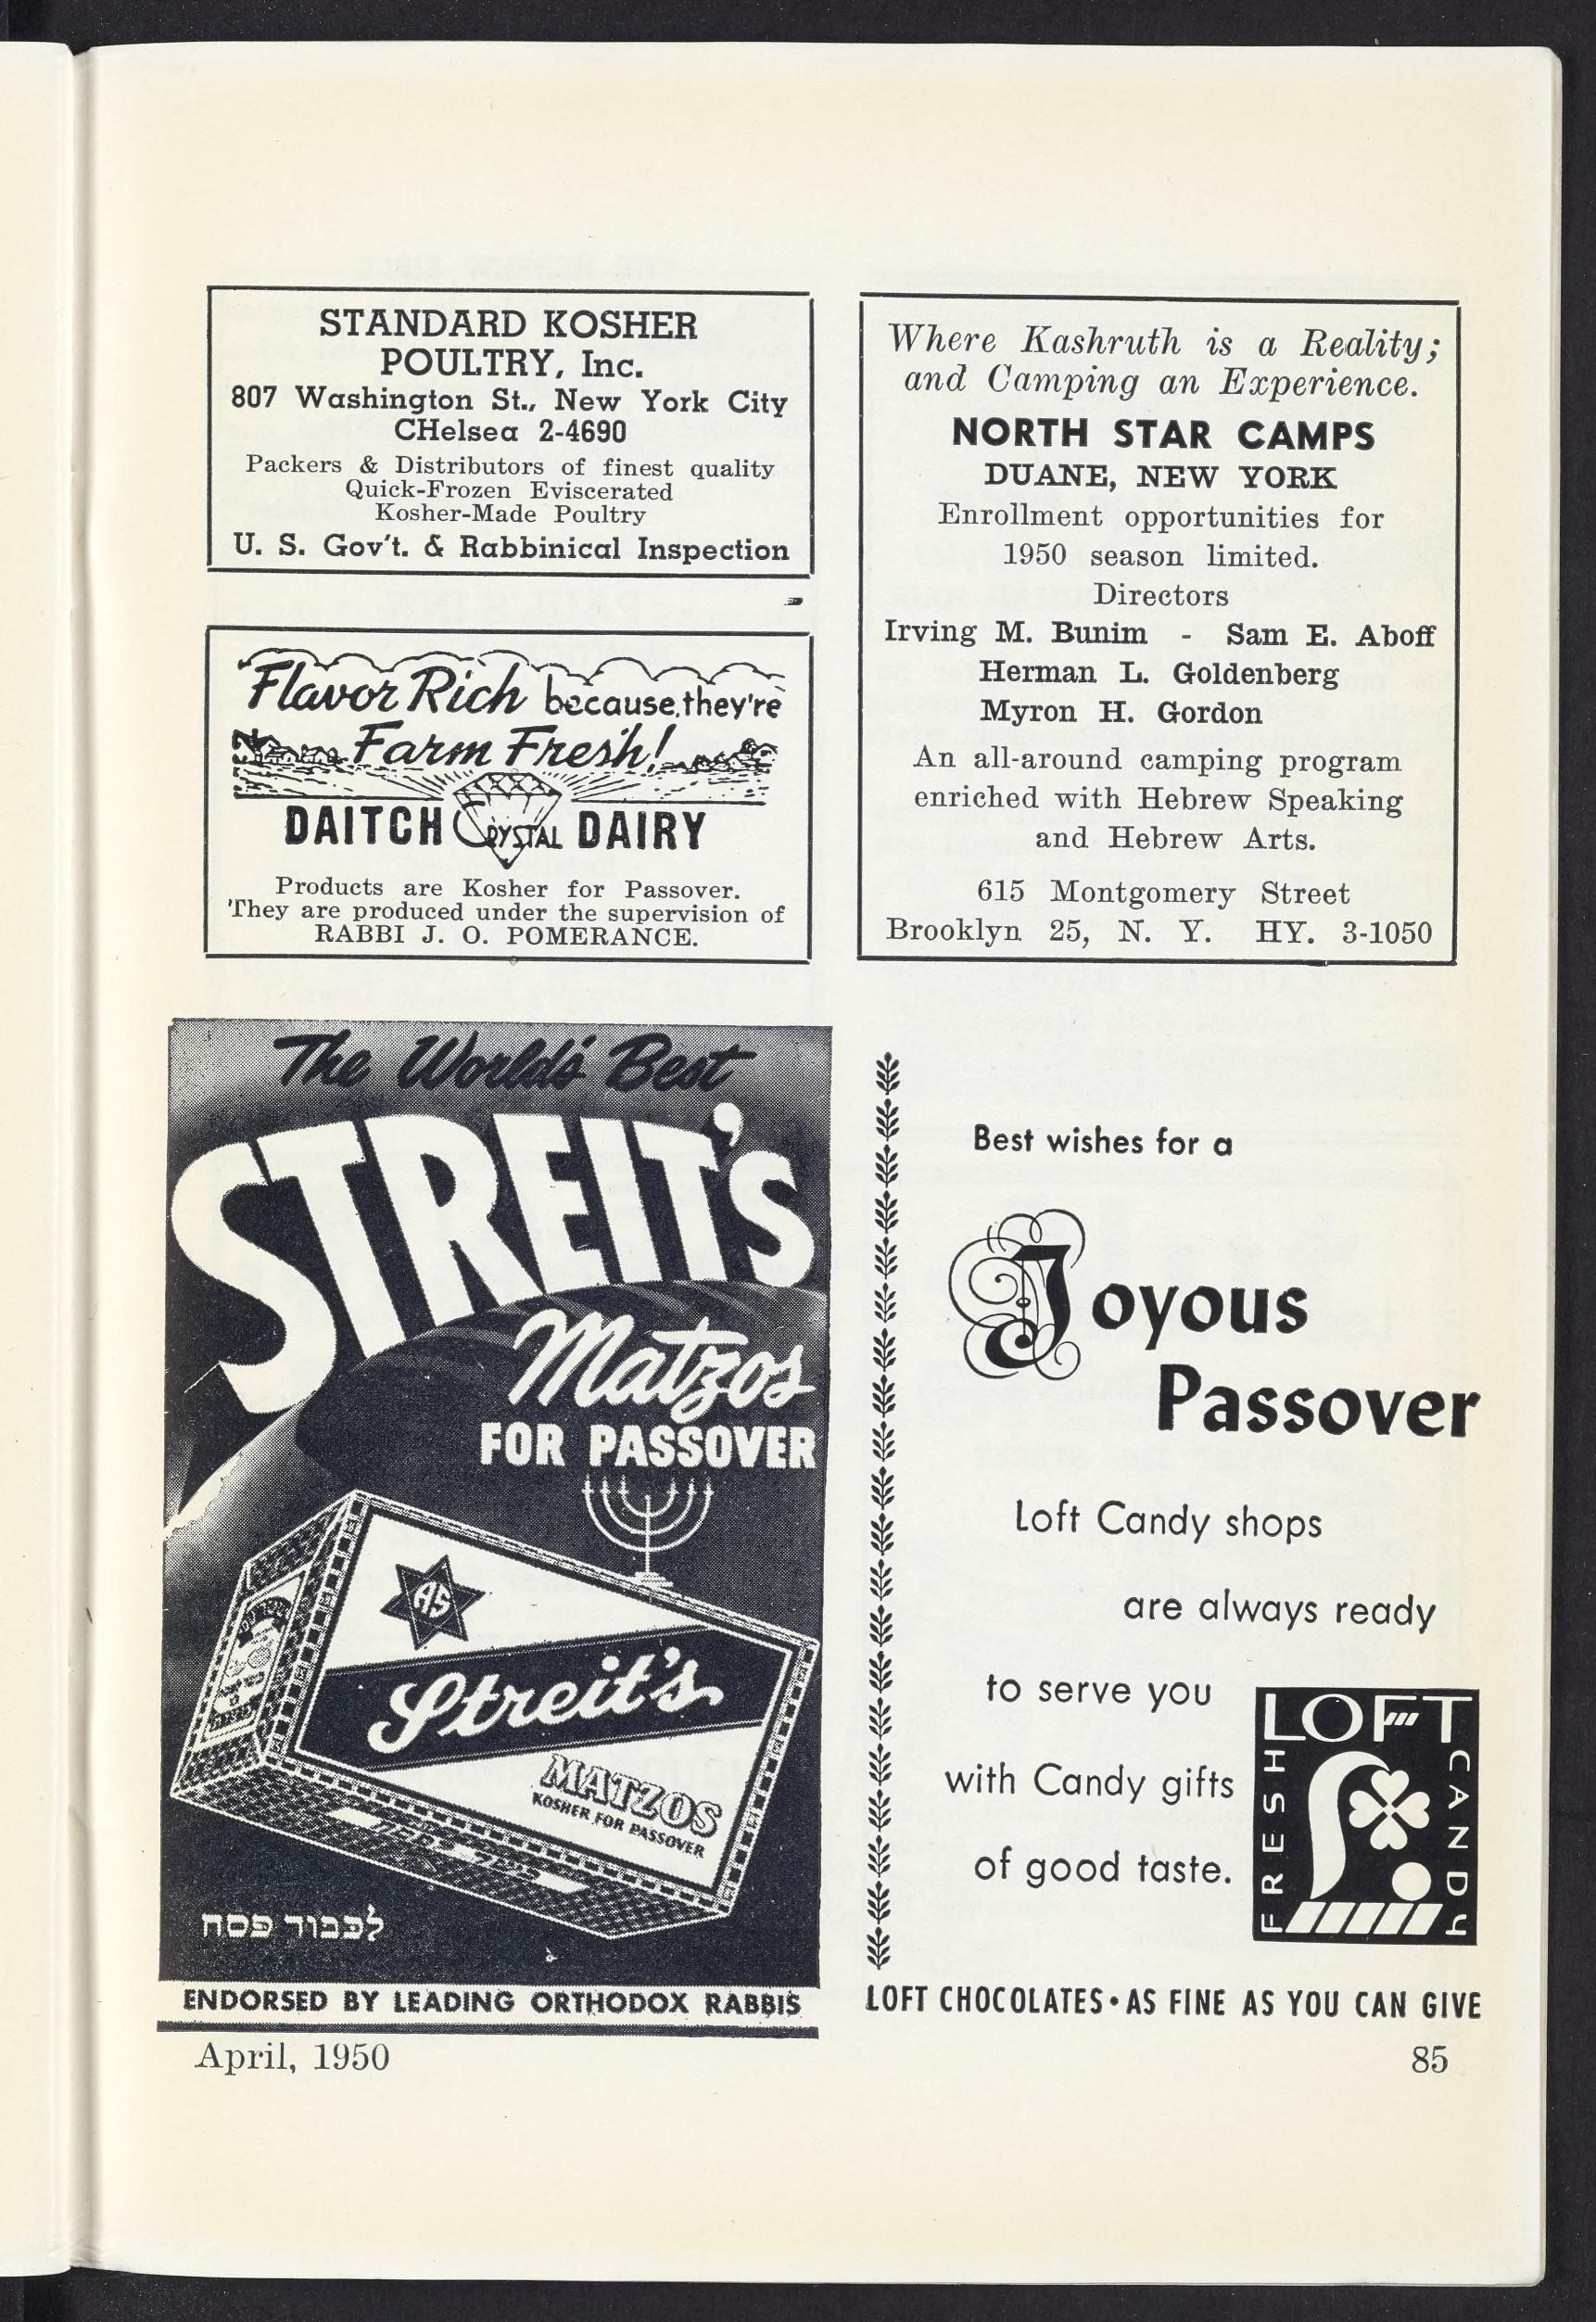 STANDARD KOSHER
POULTRY, Inc.
807 Washington St., New York City
CHelsea 2-4690
Packers & Distributors of finest quality
Quick-Frozen Eviscerated
Kosher-Made Poultry
U. S. Gov't. & Rabbinical Inspection
Flavor Rich because they're
Farm Fresh!
DAITCH CRYSTAL DAIRY
Products are Kosher for Passover.
They are produced under the supervision of
RABBI J. O. POMERANCE.
Where Kashruth is a Reality;
and Camping an Experience.
NORTH STAR CAMPS
DUANE, NEW YORK
Enrollment opportunities for
1950 season limited.
Directors
Irving M. Bunim - Sam E. Aboff
Herman L. Goldenberg
Myron H. Gordon
An all-around camping program
enriched with Hebrew Speaking
and Hebrew Arts.
615 Montgomery Street
Brooklyn 25, N. Y. HY. 3-1050
The World's Best
STREIT'S
Matzos
FOR PASSOVER
AS
Streit's
MATZOS
KOSHER FOR PASSOVER
לכבוד פסח
ENDORSED BY LEADING ORTHODOX RABBIS
Best wishes for a
Joyous
Passover
Loft Candy shops
are always ready
to serve you
with Candy gifts
of good taste.
LOFT
FRESH
CANDY
LOFT CHOCOLATES • AS FINE AS YOU CAN GIVE
April, 1950
85